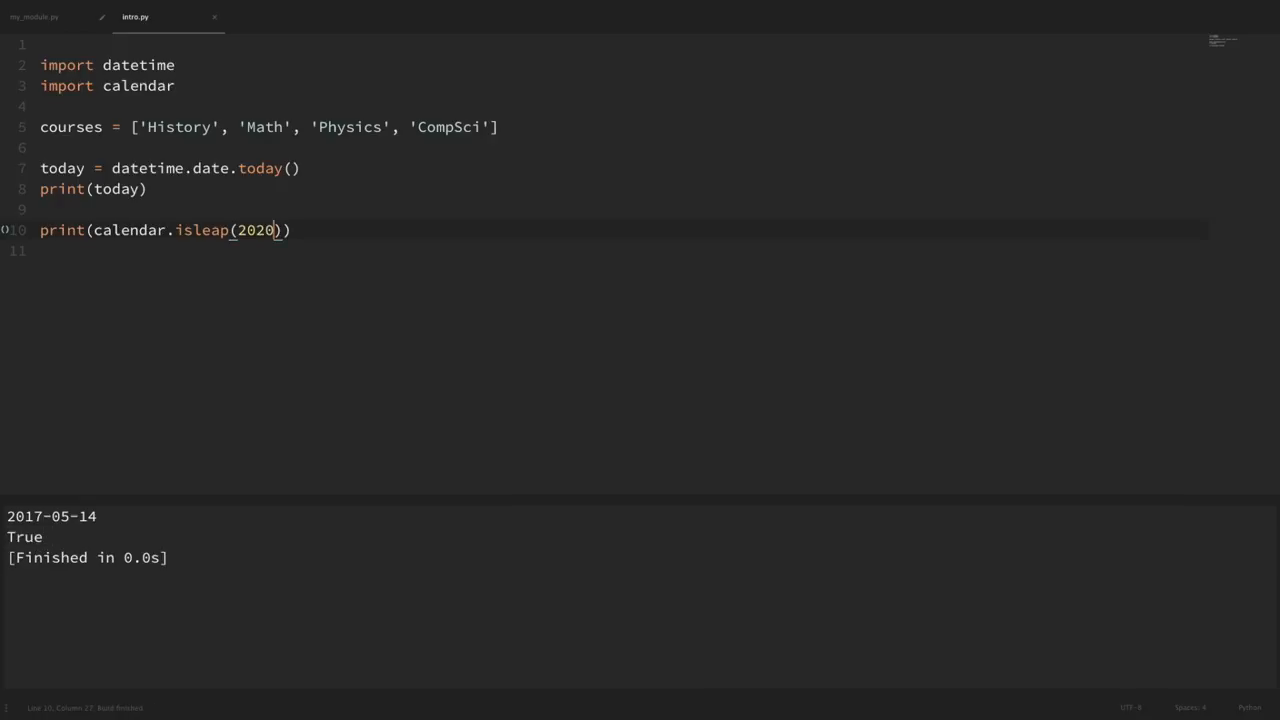 my_module.py
intro.py
×
1
2 import datetime
3 import calendar
4
5 courses = ['History', 'Math', 'Physics', 'CompSci']
6
7 today = datetime.date.today()
8 print(today)
9
10 print(calendar.isleap(2020))
11
2017-05-14
True
[Finished in 0.0s]
Line 10, Column 27; Build finished
UTF-8
Spaces: 4
Python